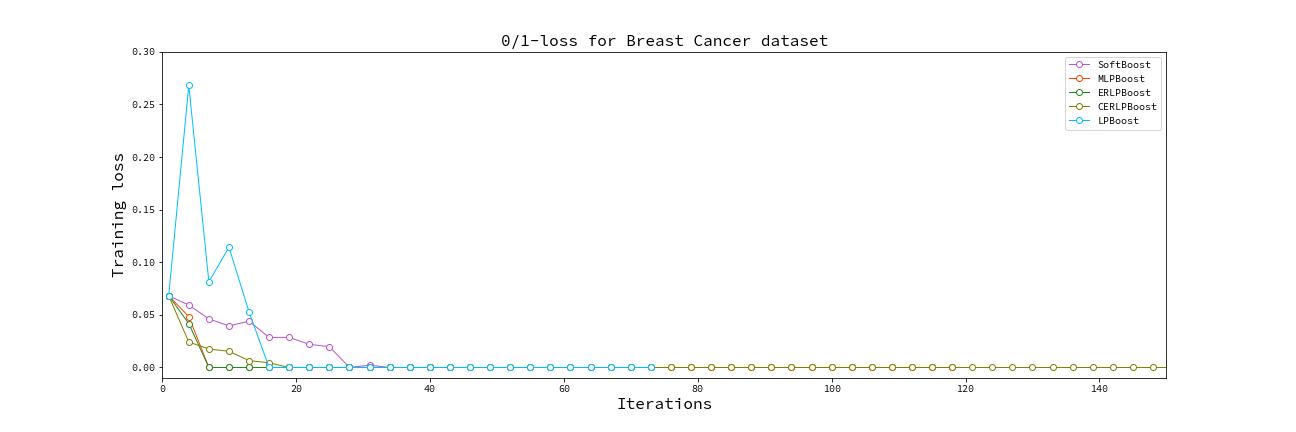 0/1-loss for Breast Cancer dataset
0.30
0.25
0.20
0.15
0.10
0.05
0.00
Training loss
SoftBoost
MLPBoost
ERLPBoost
CERLPBoost
LPBoost
0 20 40 60 80 100 120 140
Iterations